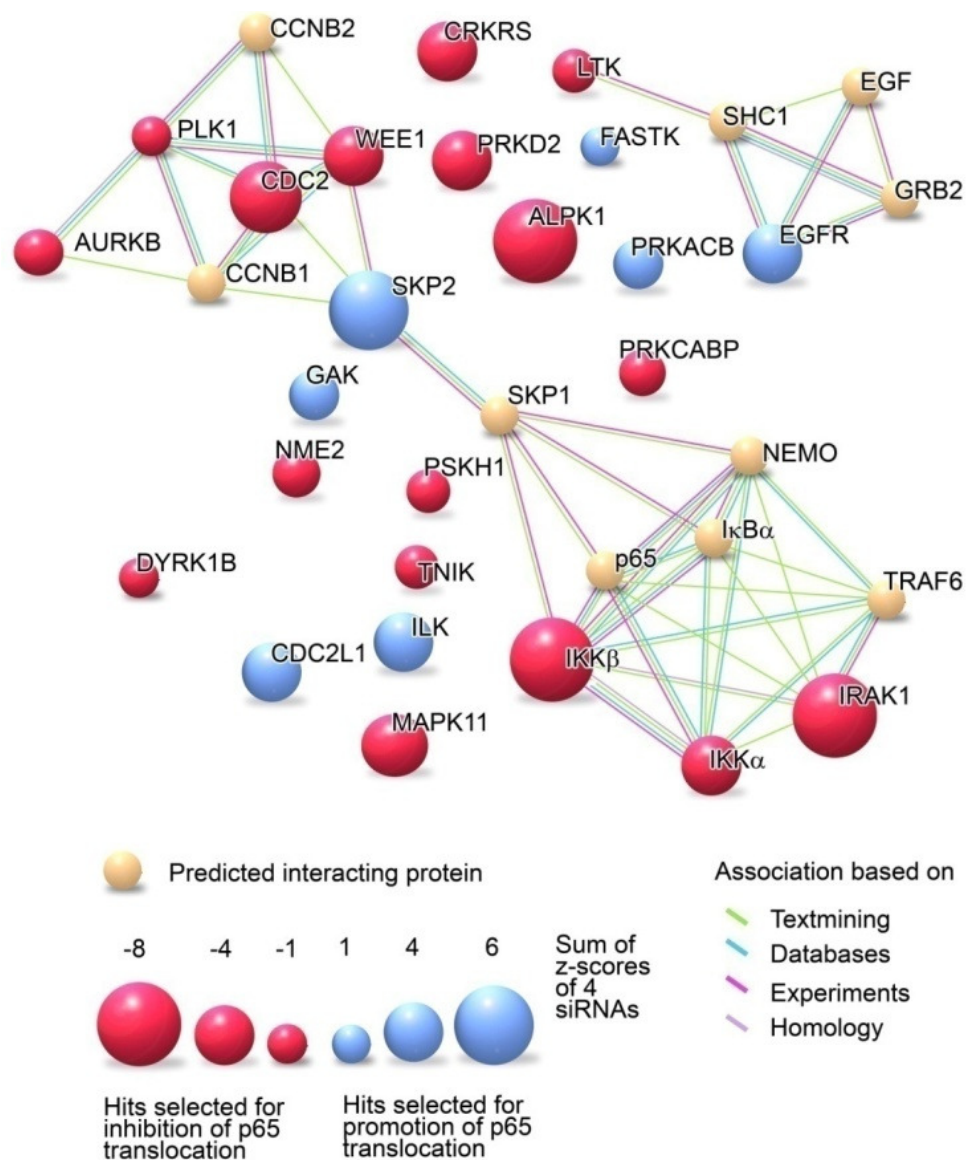 CCNB2
CRKRS
LTK
EGF
PLK1
WEE1
SHC1
PRKD2
FASTK
CDC2
GRB2
ALPK1
AURKB
EGFR
PRKACB
CCNB1
SKP2
PRKCABP
GAK
SKP1
NME2
PSKH1
NEMO
IκBα
p65
DYRK1B
TNIK
TRAF6
ILK
CDC2L1
IKKβ
IRAK1
MAPK11
IKKα
Predicted interacting protein
-8 -4 -1 1 4 6
Sum of
z-scores
of 4
siRNAs
Hits selected for
inhibition of p65
translocation
Hits selected for
promotion of p65
translocation
Association based on
Textmining
Databases
Experiments
Homology